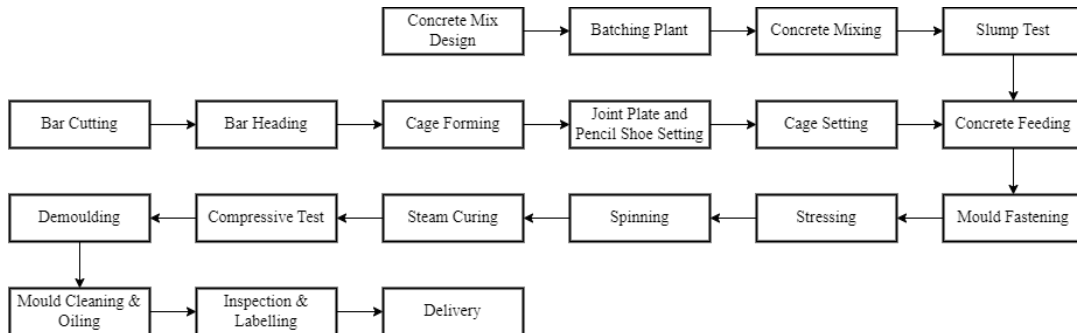 Concrete Mix
Design
Batching Plant
Concrete Mixing
Slump Test
Bar Cutting
Bar Heading
Cage Forming
Joint Plate and
Pencil Shoe Setting
Cage Setting
Concrete Feeding
Demoulding
Compressive Test
Steam Curing
Spinning
Stressing
Mould Fastening
Mould Cleaning &
Oiling
Inspection &
Labelling
Delivery